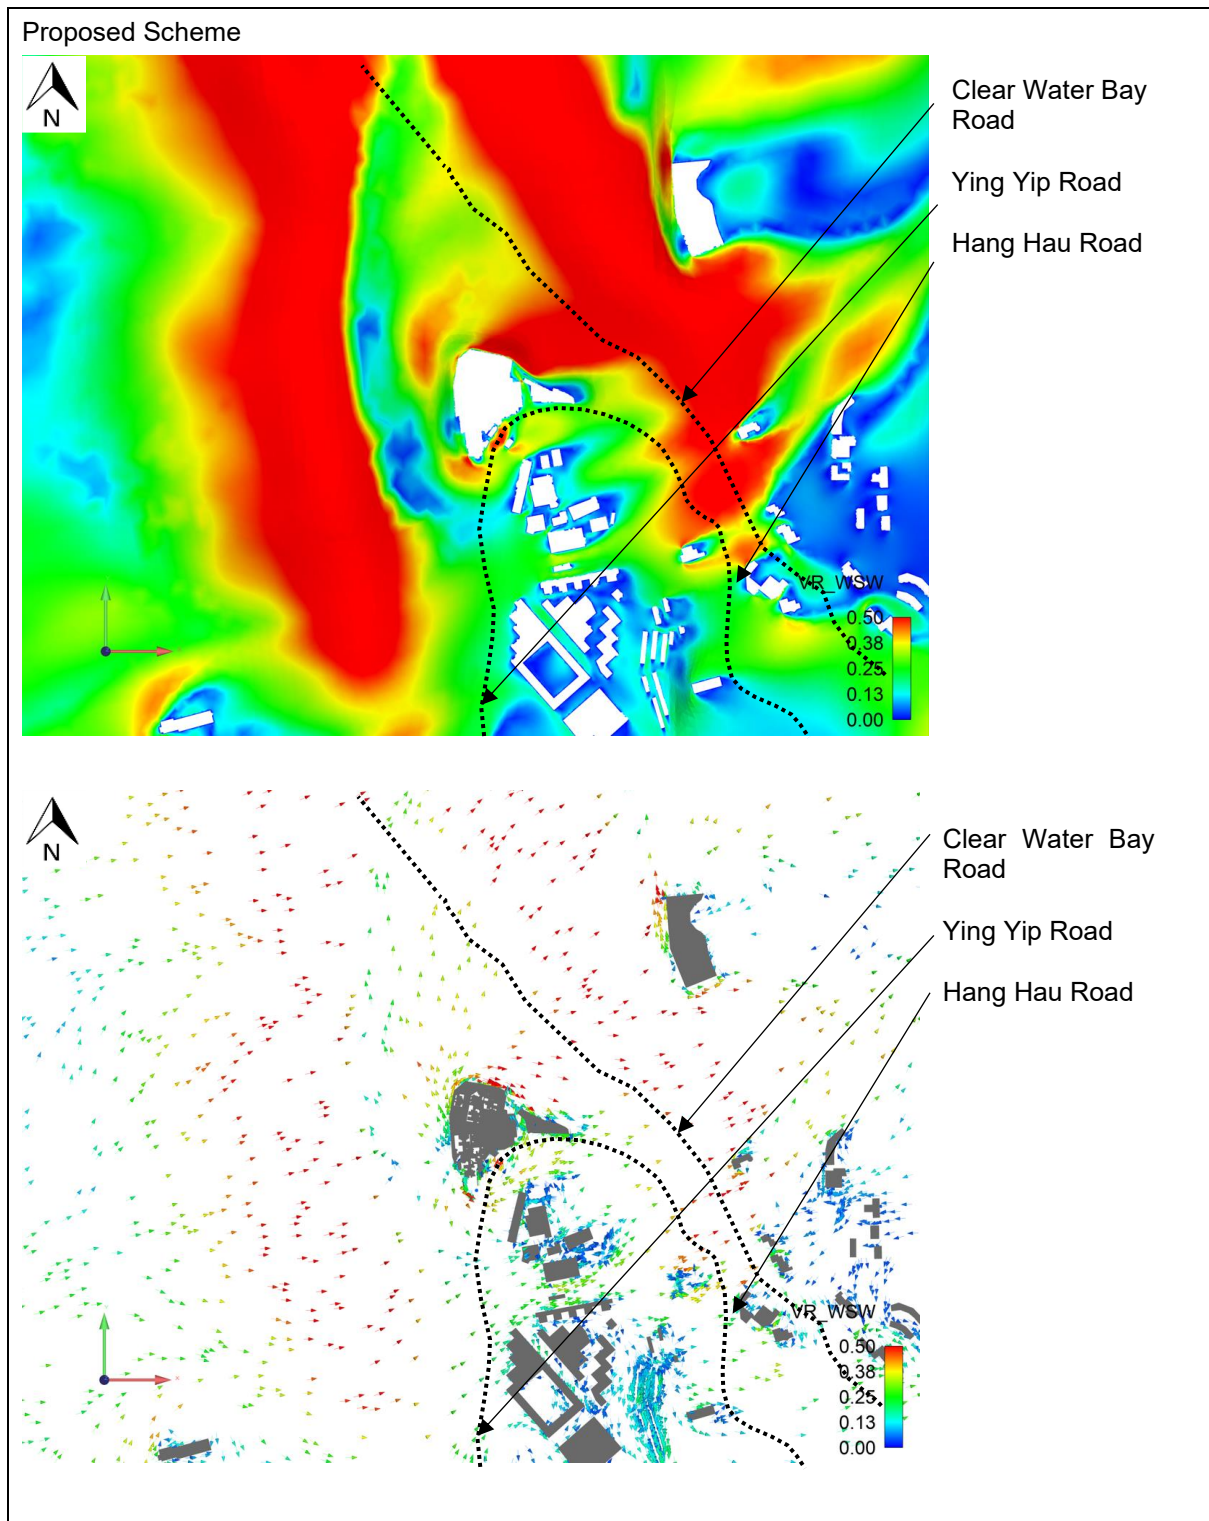 Proposed Scheme
N
Clear Water Bay
Road
Ying Yip Road
Hang Hau Road
VR_WSW
0.50
0.38
0.25
0.13
0.00
N
Clear Water Bay
Road
Ying Yip Road
Hang Hau Road
VR_WSW
0.50
0.38
0.25
0.13
0.00